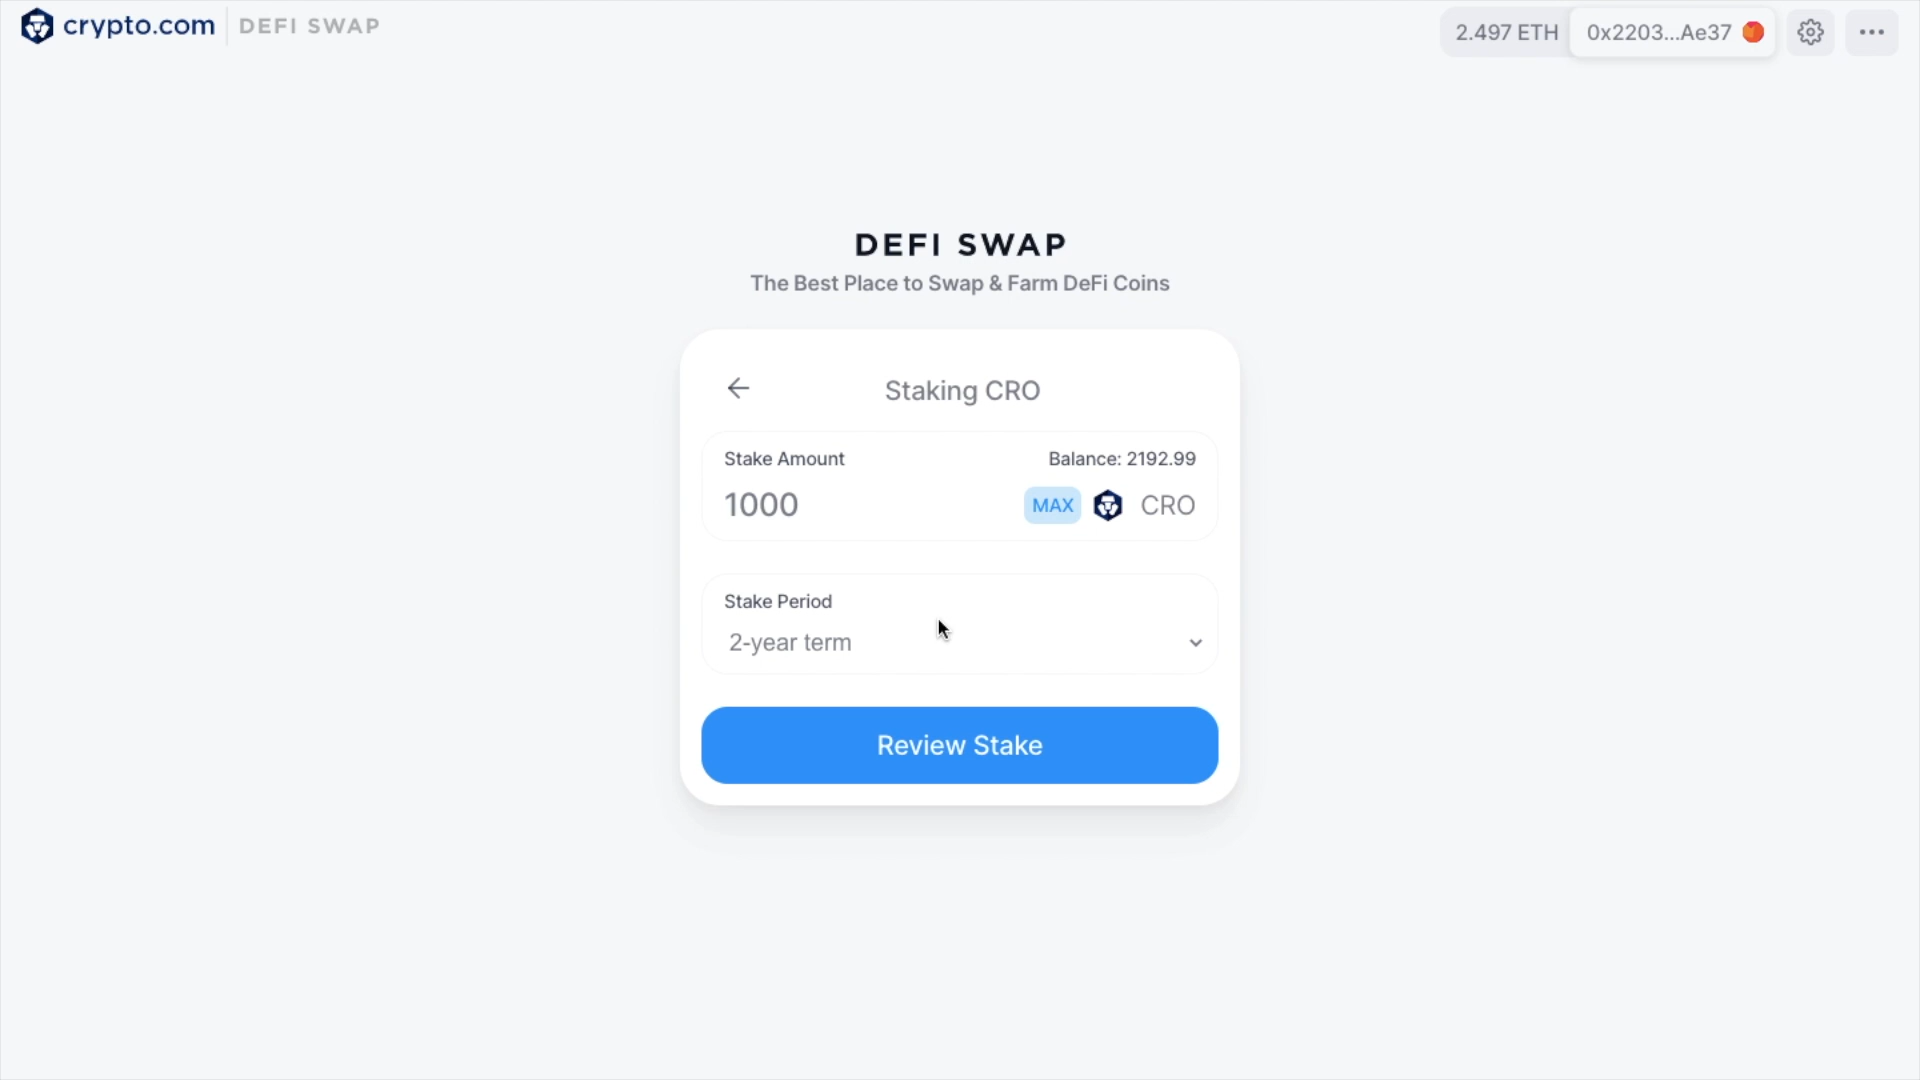 crypto.com DEFI SWAP
2.497 ETH 0x2203...Ae37
DEFI SWAP
The Best Place to Swap & Farm DeFi Coins
Staking CRO
Stake Amount Balance: 2192.99
1000 MAX CRO
Stake Period
2-year term
Review Stake